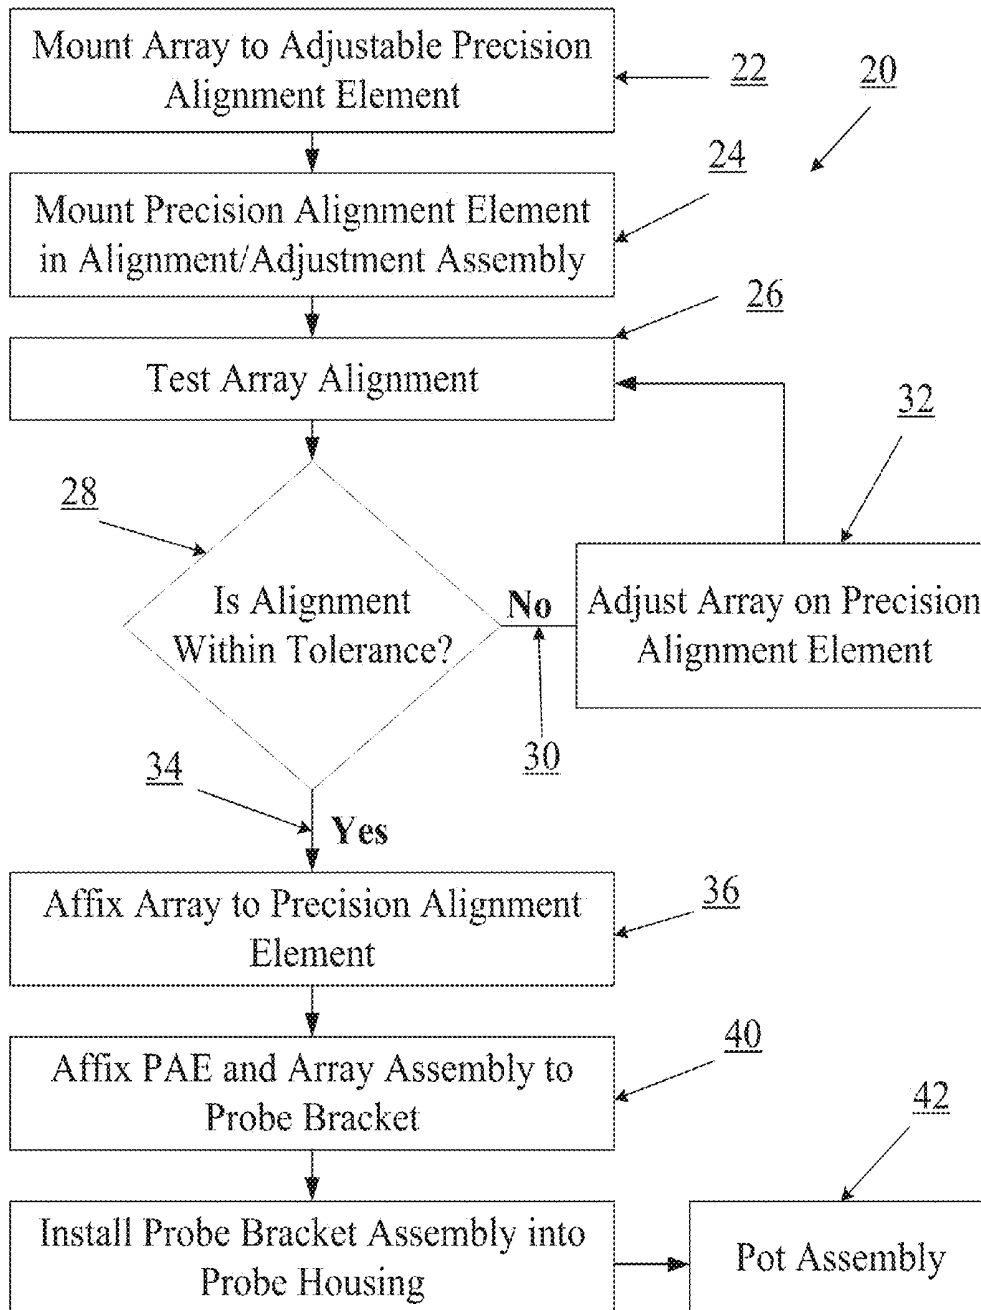 Mount Array to Adjustable Precision
Alignment Element
22
20
Mount Precision Alignment Element
in Alignment/Adjustment Assembly
24
26
Test Array Alignment
32
28
Is Alignment
Within Tolerance?
No
30
Adjust Array on Precision
Alignment Element
34
Yes
Affix Array to Precision Alignment
Element
36
Affix PAE and Array Assembly to
Probe Bracket
40
42
Install Probe Bracket Assembly into
Probe Housing
Pot Assembly